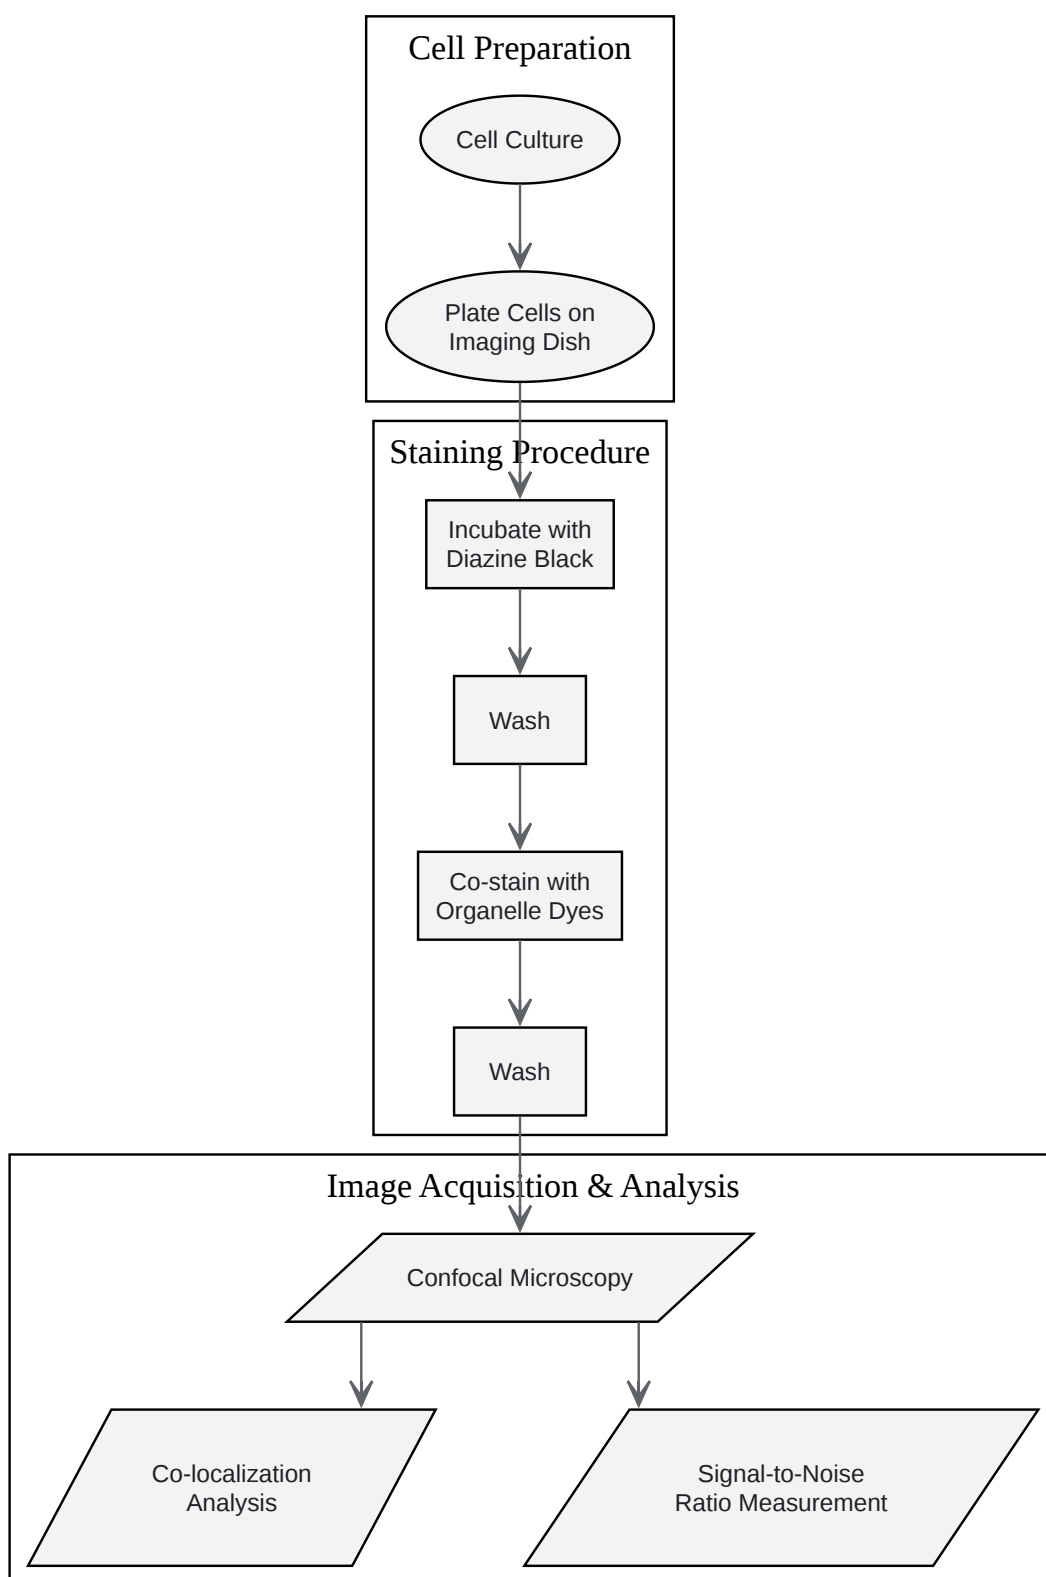 Cell Preparation
Cell Culture
Plate Cells on
Imaging Dish
Staining Procedure
Incubate with
Diazine Black
Wash
Co-stain with
Organelle Dyes
Wash
Image Acquisition & Analysis
Confocal Microscopy
Co-localization
Analysis
Signal-to-Noise
Ratio Measurement